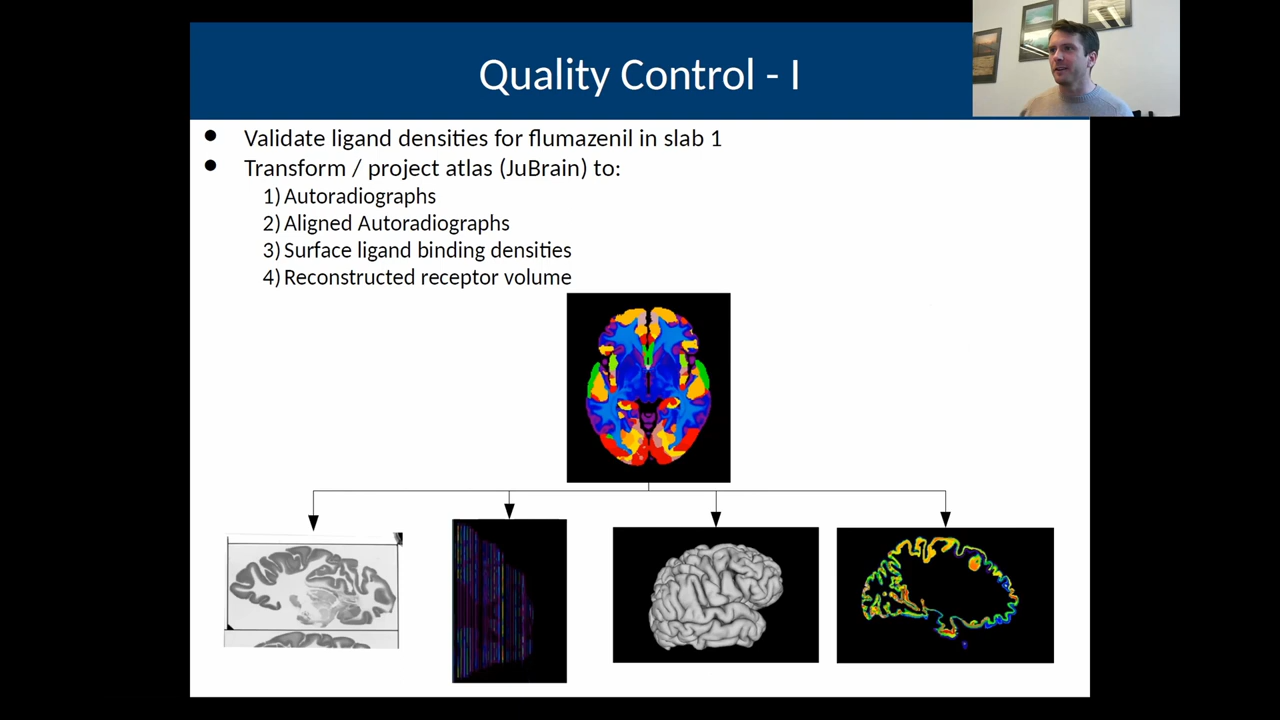 Quality Control - I
● Validate ligand densities for flumazenil in slab 1
● Transform / project atlas (JuBrain) to:
1) Autoradiographs
2) Aligned Autoradiographs
3) Surface ligand binding densities
4) Reconstructed receptor volume